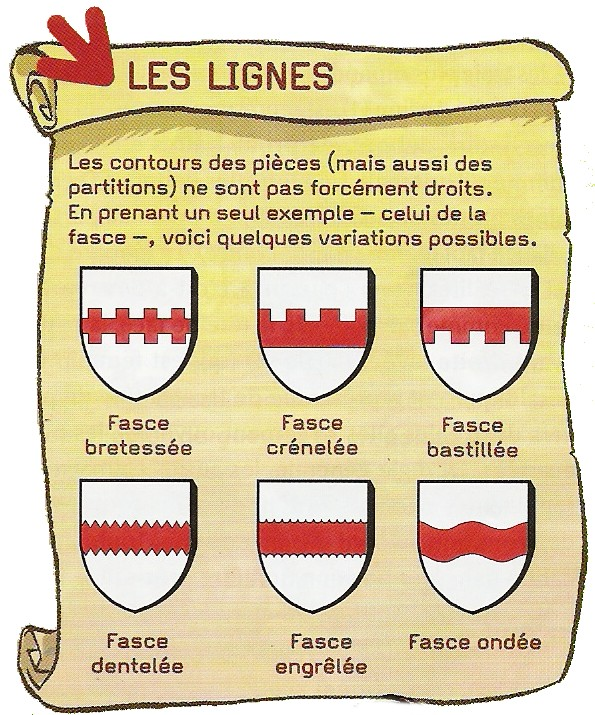 LES LIGNES
Les contours des pièces (mais aussi des
partitions) ne sont pas forcément droits.
En prenant un seul exemple – celui de la
fasce –, voici quelques variations possibles.
Fasce
bretessée
Fasce
crénelée
Fasce
bastillée
Fasce
dentelée
Fasce
engrêlée
Fasce ondée